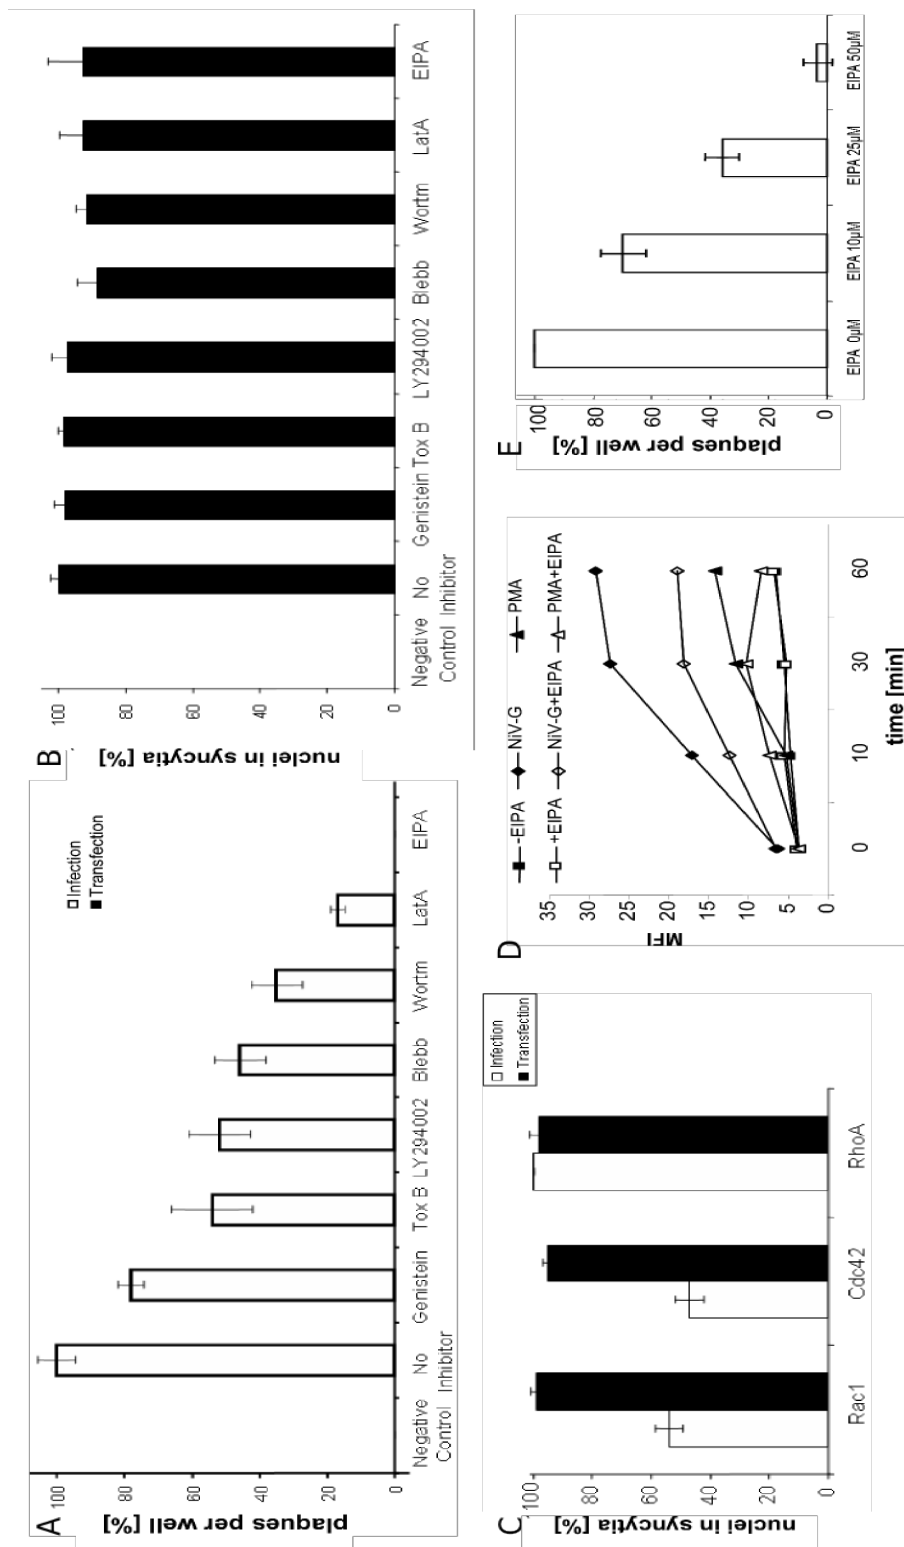 A
plaques per well [%]
100
80
60
40
20
0
Negative Control
No Inhibitor
Genistein
Tox B
LY294002
Blebb
Wortm
LatA
EIPA
Infection
Transfection
B
nuclei in syncytia [%]
100
80
60
40
20
0
Negative Control
No Inhibitor
Genistein
Tox B
LY294002
Blebb
Wortm
LatA
EIPA
C
nuclei in syncytia [%]
100
80
60
40
20
0
Rac1
Cdc42
RhoA
Infection
Transfection
D
MFI
35
30
25
20
15
10
5
0
-EIPA
NiV-G
PMA
+EIPA
NiV-G+EIPA
PMA+EIPA
0
10
30
60
time [min]
E
plaques per well [%]
100
80
60
40
20
0
EIPA 0µM
EIPA 10µM
EIPA 25µM
EIPA 50µM